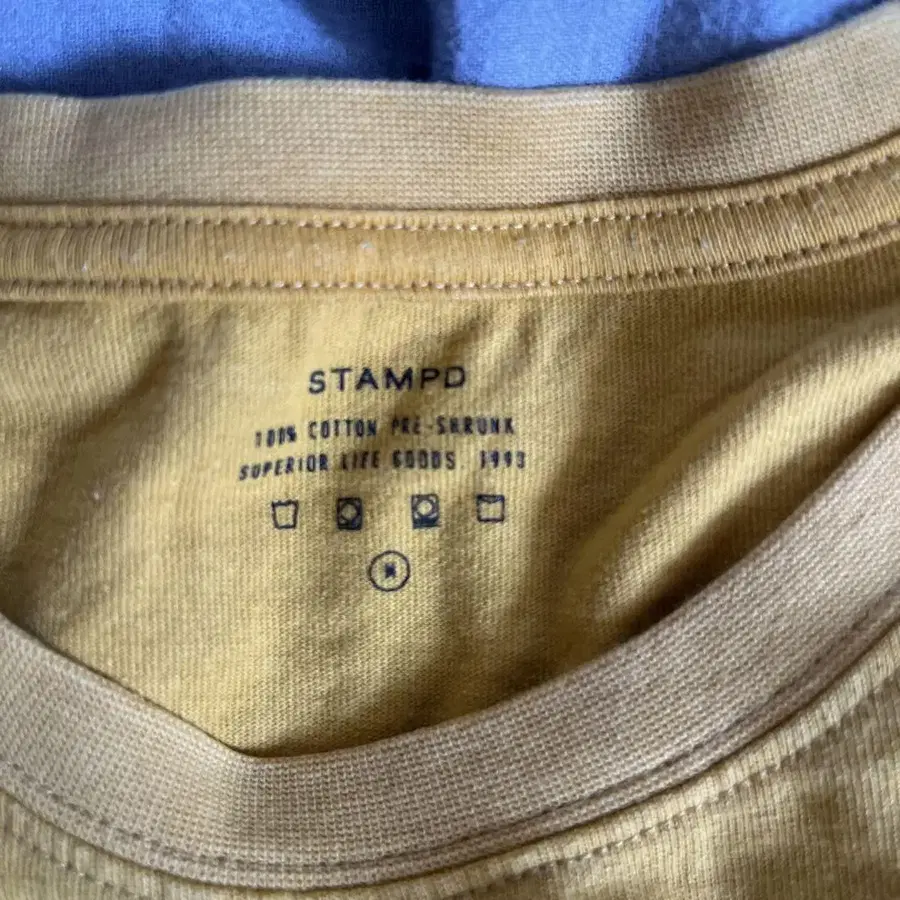 STAMPD
100% COTTON PRE-SHRUNK
SUPERIOR LIFE GOODS. 1993
M